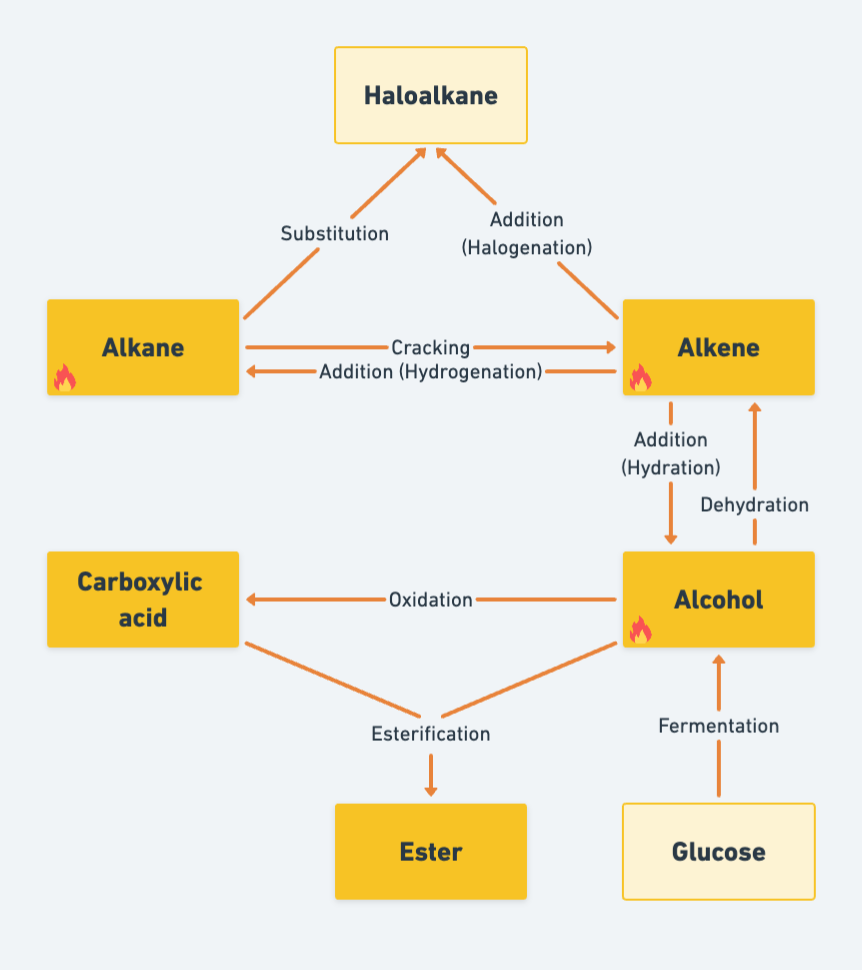 Haloalkane
Substitution
Addition
(Halogenation)
Alkane
Cracking
Addition (Hydrogenation)
Alkene
Addition
(Hydration)
Dehydration
Carboxylic
acid
Oxidation
Alcohol
Esterification
Fermentation
Ester
Glucose